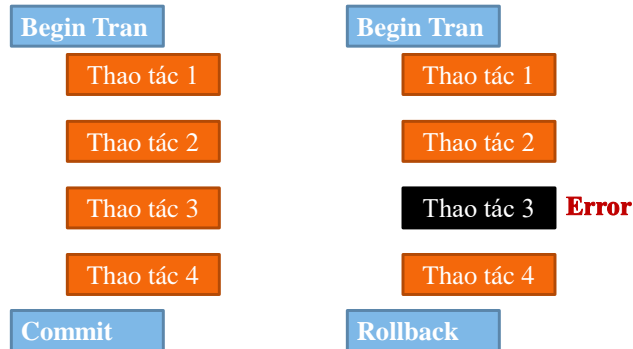 Begin Tran
Thao tác 1
Thao tác 2
Thao tác 3
Thao tác 4
Commit
Begin Tran
Thao tác 1
Thao tác 2
Thao tác 3 Error
Thao tác 4
Rollback